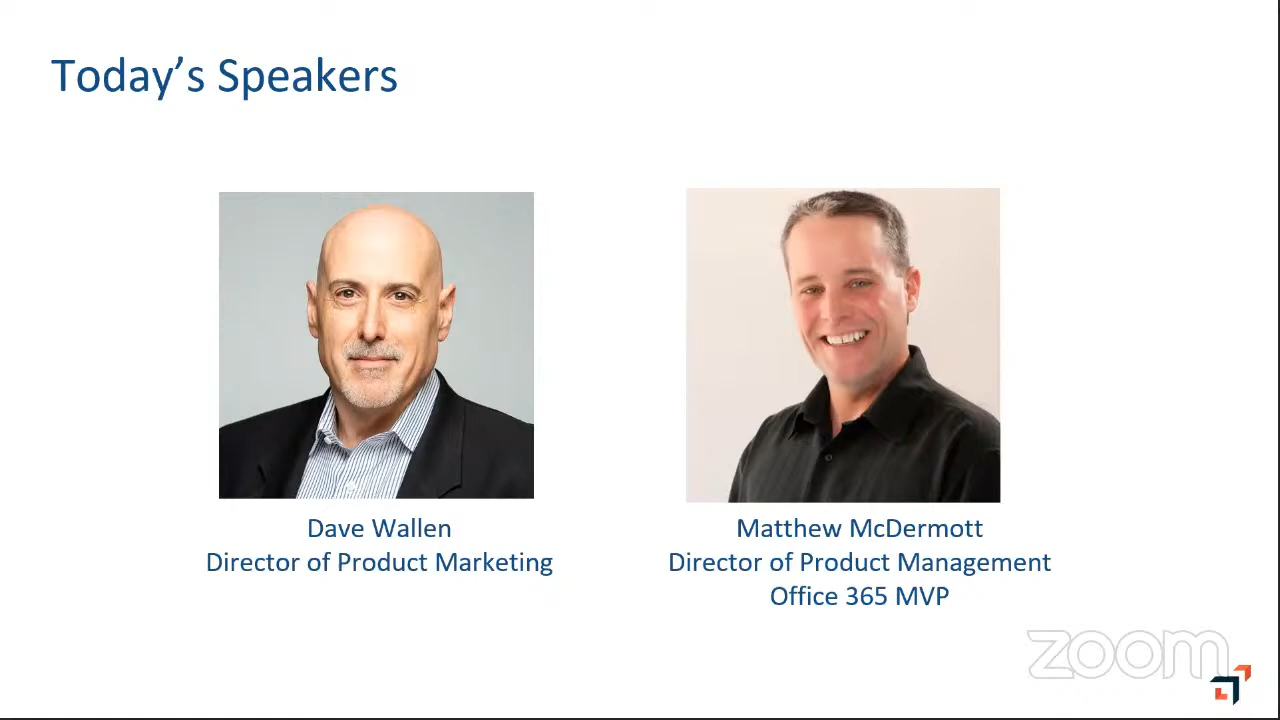 Today’s Speakers
Dave Wallen
Director of Product Marketing
Matthew McDermott
Director of Product Management
Office 365 MVP
zoom